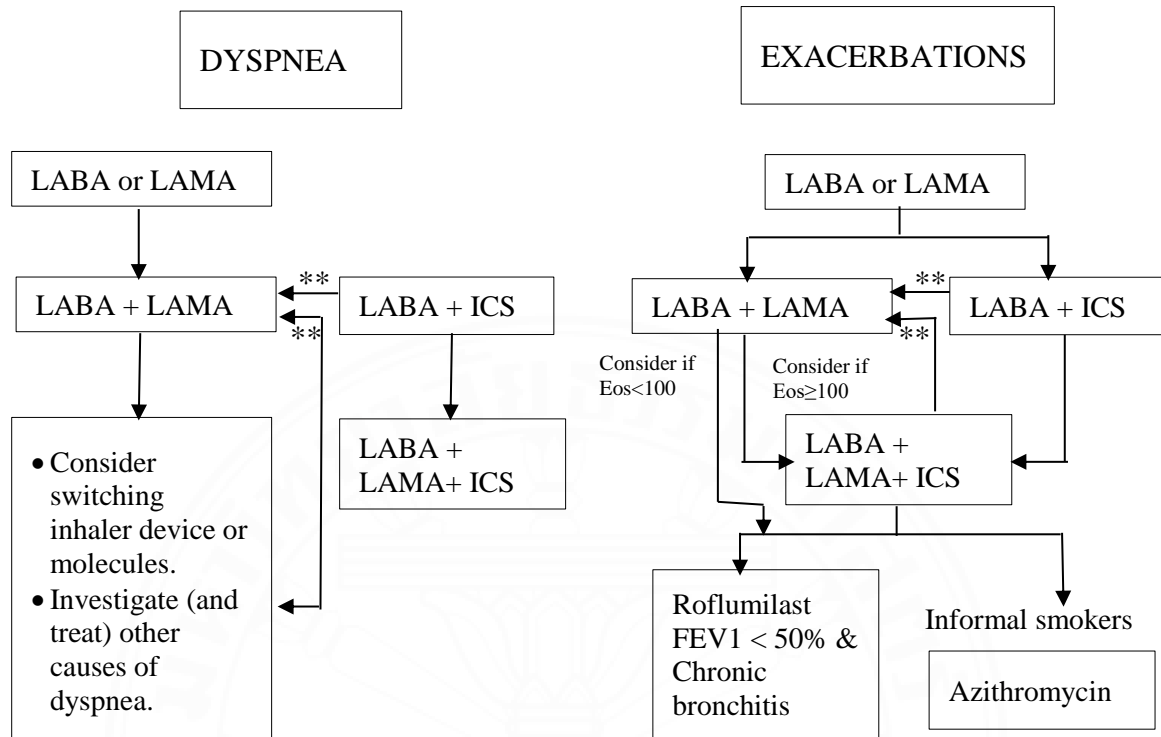 DYSPNEA
LABA or LAMA
LABA + LAMA
**
**
LABA + ICS
LABA +
LAMA+ ICS
• Consider
switching
inhaler device or
molecules.
• Investigate (and
treat) other
causes of
dyspnea.
EXACERBATIONS
LABA or LAMA
LABA + LAMA
**
**
LABA + ICS
Consider if
Eos<100
Consider if
Eos≥100
LABA +
LAMA+ ICS
Roflumilast
FEV1 < 50% &
Chronic
bronchitis
Informal smokers
Azithromycin